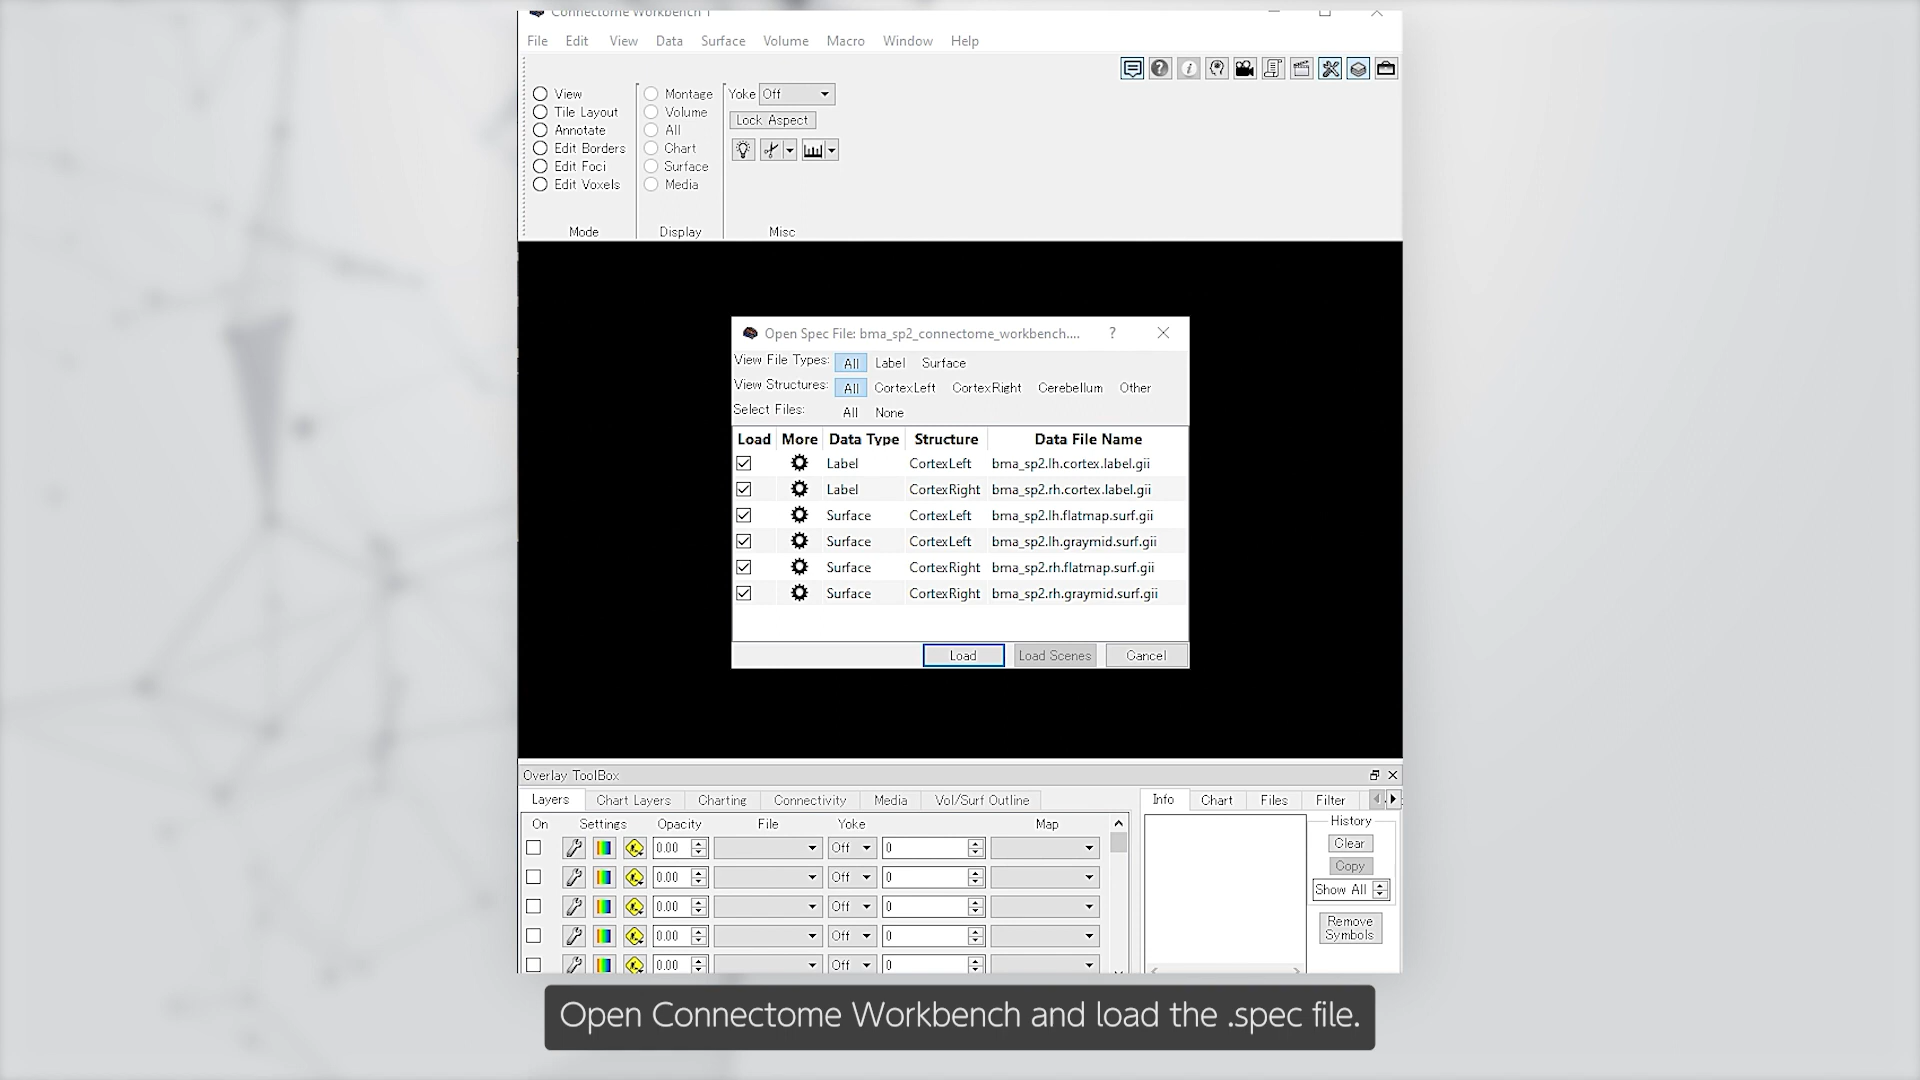 Connectome Workbench 1
File Edit View Data Surface Volume Macro Window Help
View
Tile Layout
Annotate
Edit Borders
Edit Foci
Edit Voxels
Mode
Montage
Volume
All
Chart
Surface
Media
Display
Yoke Off
Lock Aspect
Misc
Open Spec File: bma_sp2_connectome_workbench.... ?
View File Types: All Label Surface
View Structures: All CortexLeft CortexRight Cerebellum Other
Select Files: All None
Load More Data Type Structure Data File Name
Label CortexLeft bma_sp2.lh.cortex.label.gii
Label CortexRight bma_sp2.rh.cortex.label.gii
Surface CortexLeft bma_sp2.lh.flatmap.surf.gii
Surface CortexLeft bma_sp2.lh.graymid.surf.gii
Surface CortexRight bma_sp2.rh.flatmap.surf.gii
Surface CortexRight bma_sp2.rh.graymid.surf.gii
Load Load Scenes Cancel
Overlay ToolBox
Layers Chart Layers Charting Connectivity Media Vol/Surf Outline
On Settings Opacity File Yoke Map
0.00 Off 0
0.00 Off 0
0.00 Off 0
0.00 Off 0
0.00 Off 0
Info Chart Files Filter
History
Clear
Copy
Show All
Remove
Symbols
Open Connectome Workbench and load the .spec file.